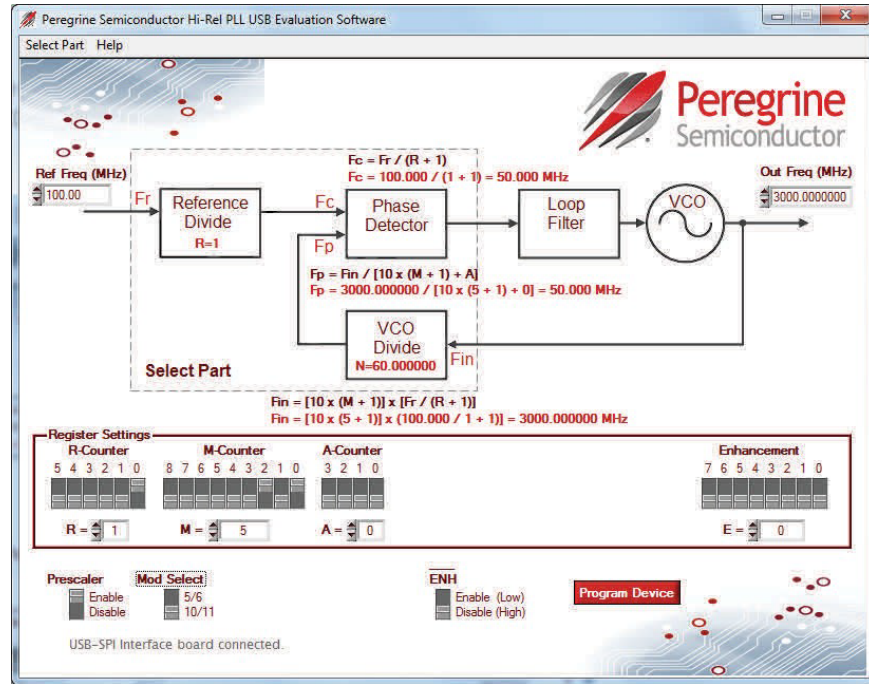 Peregrine Semiconductor Hi-Rel PLL USB Evaluation Software
Select Part Help
Peregrine
Semiconductor
Ref Freq (MHz)
100.00
Fr
Reference
Divide
R=1
Fc = Fr / (R + 1)
Fc = 100.000 / (1 + 1) = 50.000 MHz
Fc
Fp
Phase
Detector
Loop
Filter
VCO
Out Freq (MHz)
3000.0000000
Fp = Fin / [10 x (M + 1) + A]
Fp = 3000.000000 / [10 x (5 + 1) + 0] = 50.000 MHz
VCO
Divide
N=60.000000
Fin
Select Part
Fin = [10 x (M + 1)] x [Fr / (R + 1)]
Fin = [10 x (5 + 1)] x (100.000 / 1 + 1)] = 3000.000000 MHz
Register Settings
R-Counter M-Counter A-Counter Enhancement
5 4 3 2 1 0 8 7 6 5 4 3 2 1 0 3 2 1 0 7 6 5 4 3 2 1 0
R = 1 M = 5 A = 0 E = 0
Prescaler
Enable
Disable
Mod Select
5/6
10/11
ENH
Enable (Low)
Disable (High)
Program Device
USB-SPI Interface board connected.